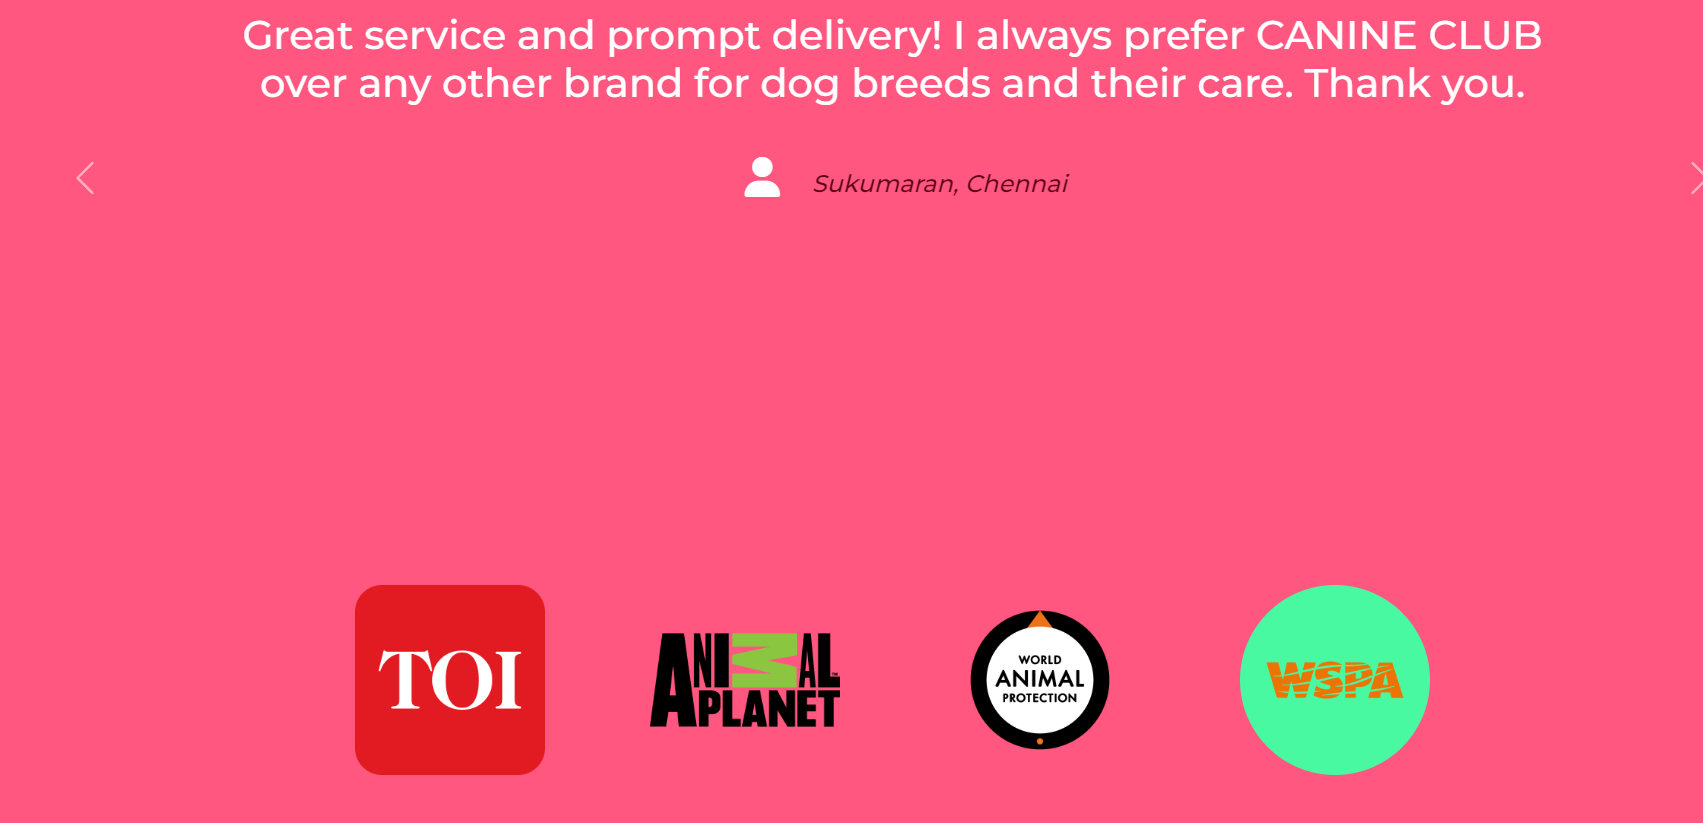 Great service and prompt delivery! I always prefer CANINE CLUB
over any other brand for dog breeds and their care. Thank you.
Sukumaran, Chennai
TOI
ANIMAL
PLANET
™
WORLD
ANIMAL
PROTECTION
WSPA